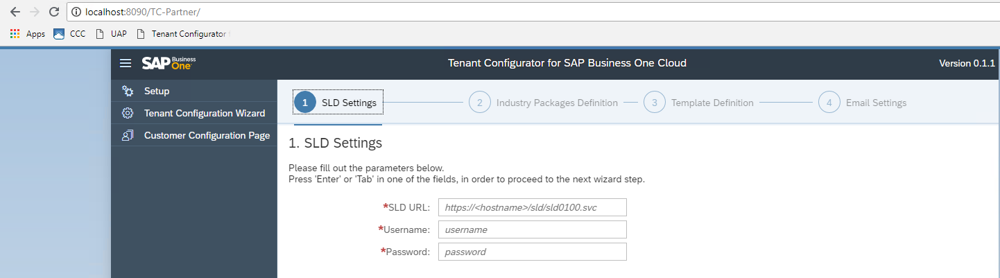 localhost:8090/TC-Partner/
Apps CCC UAP Tenant Configurator
SAP Business One Tenant Configurator for SAP Business One Cloud Version 0.1.1
Setup
Tenant Configuration Wizard
Customer Configuration Page
1 SLD Settings 2 Industry Packages Definition 3 Template Definition 4 Email Settings
1. SLD Settings
Please fill out the parameters below.
Press 'Enter' or 'Tab' in one of the fields, in order to proceed to the next wizard step.
*SLD URL: https://<hostname>/sld/sld0100.svc
*Username: username
*Password: password